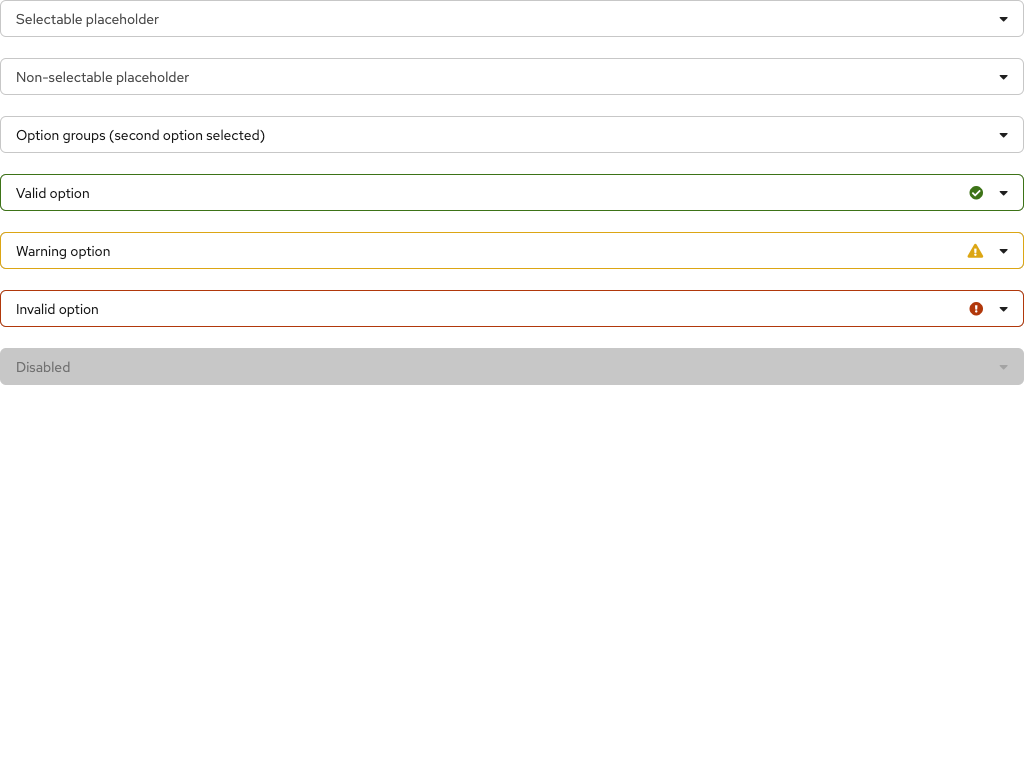 Selectable placeholder
Non-selectable placeholder
Option groups (second option selected)
Valid option
Warning option
Invalid option
Disabled